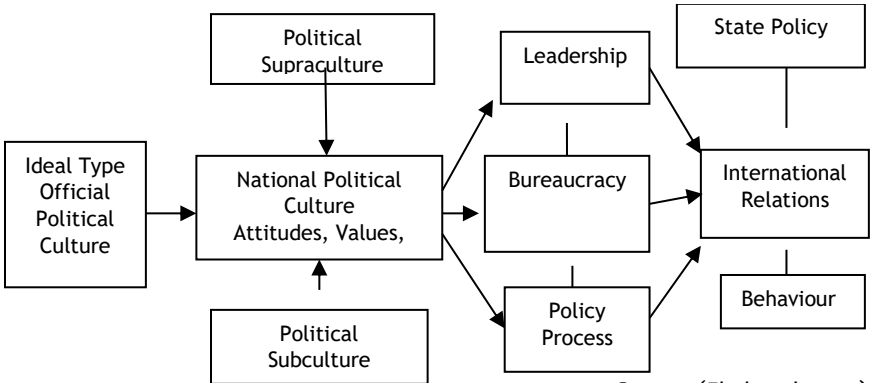 Political
Supraculture
Leadership
State Policy
Ideal Type
Official
Political
Culture
National Political
Culture
Attitudes, Values,
Bureaucracy
International
Relations
Political
Subculture
Policy
Process
Behaviour